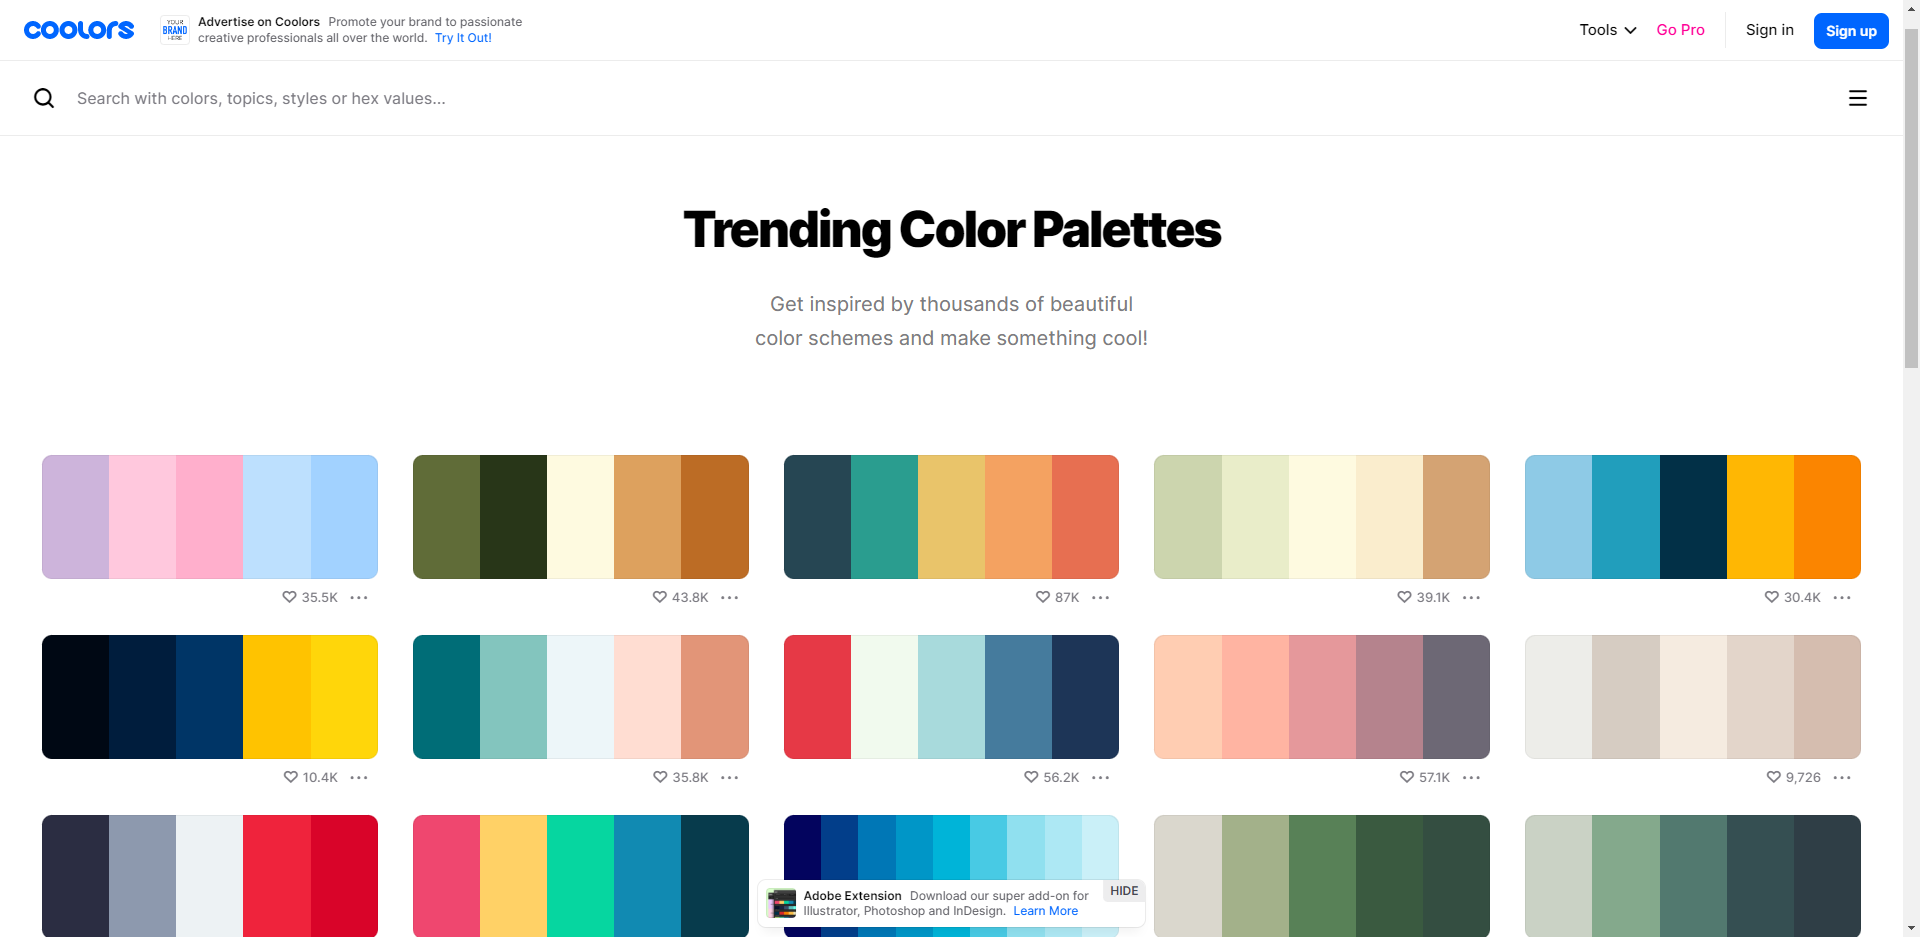 coolors
YOUR
BRAND
HERE
Advertise on Coolors Promote your brand to passionate
creative professionals all over the world. Try It Out!
Tools
Go Pro
Sign in
Sign up
Search with colors, topics, styles or hex values...
Trending Color Palettes
Get inspired by thousands of beautiful
color schemes and make something cool!
35.5K
43.8K
87K
39.1K
30.4K
10.4K
35.8K
56.2K
57.1K
9,726
Adobe Extension Download our super add-on for
Illustrator, Photoshop and InDesign. Learn More
HIDE